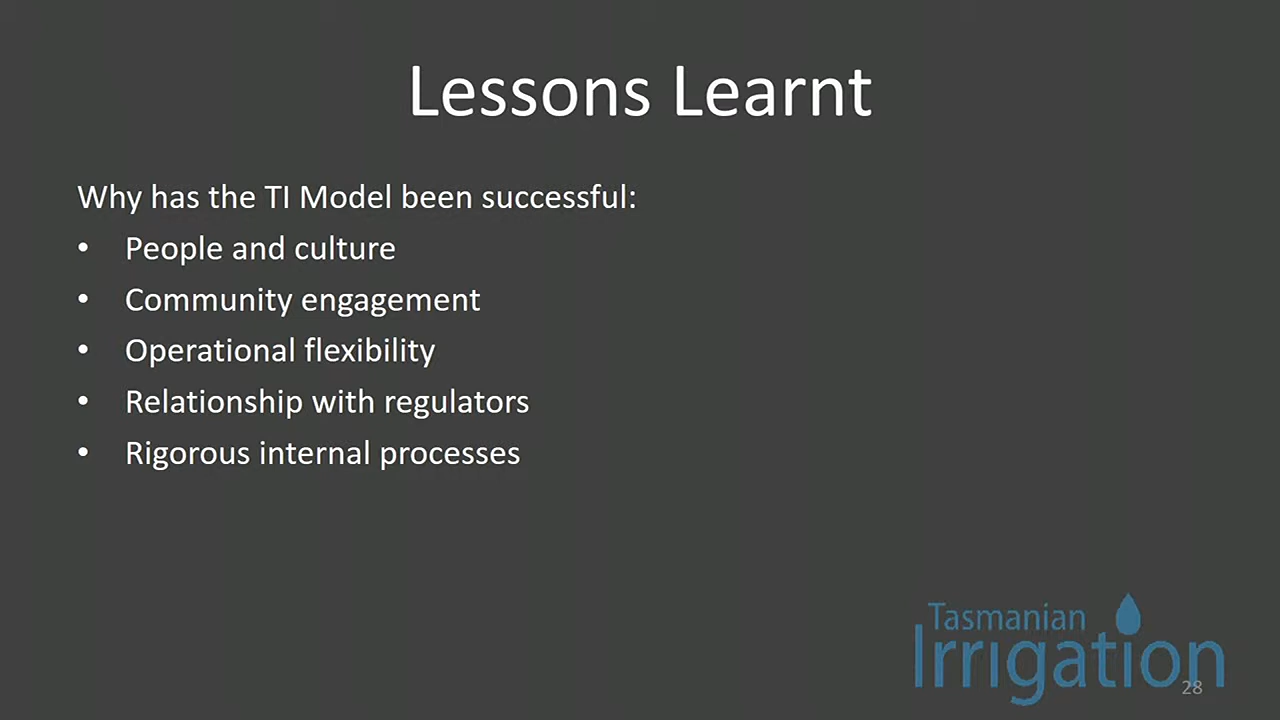 Lessons Learnt
Why has the TI Model been successful:
• People and culture
• Community engagement
• Operational flexibility
• Relationship with regulators
• Rigorous internal processes
Tasmanian
Irrigation
28